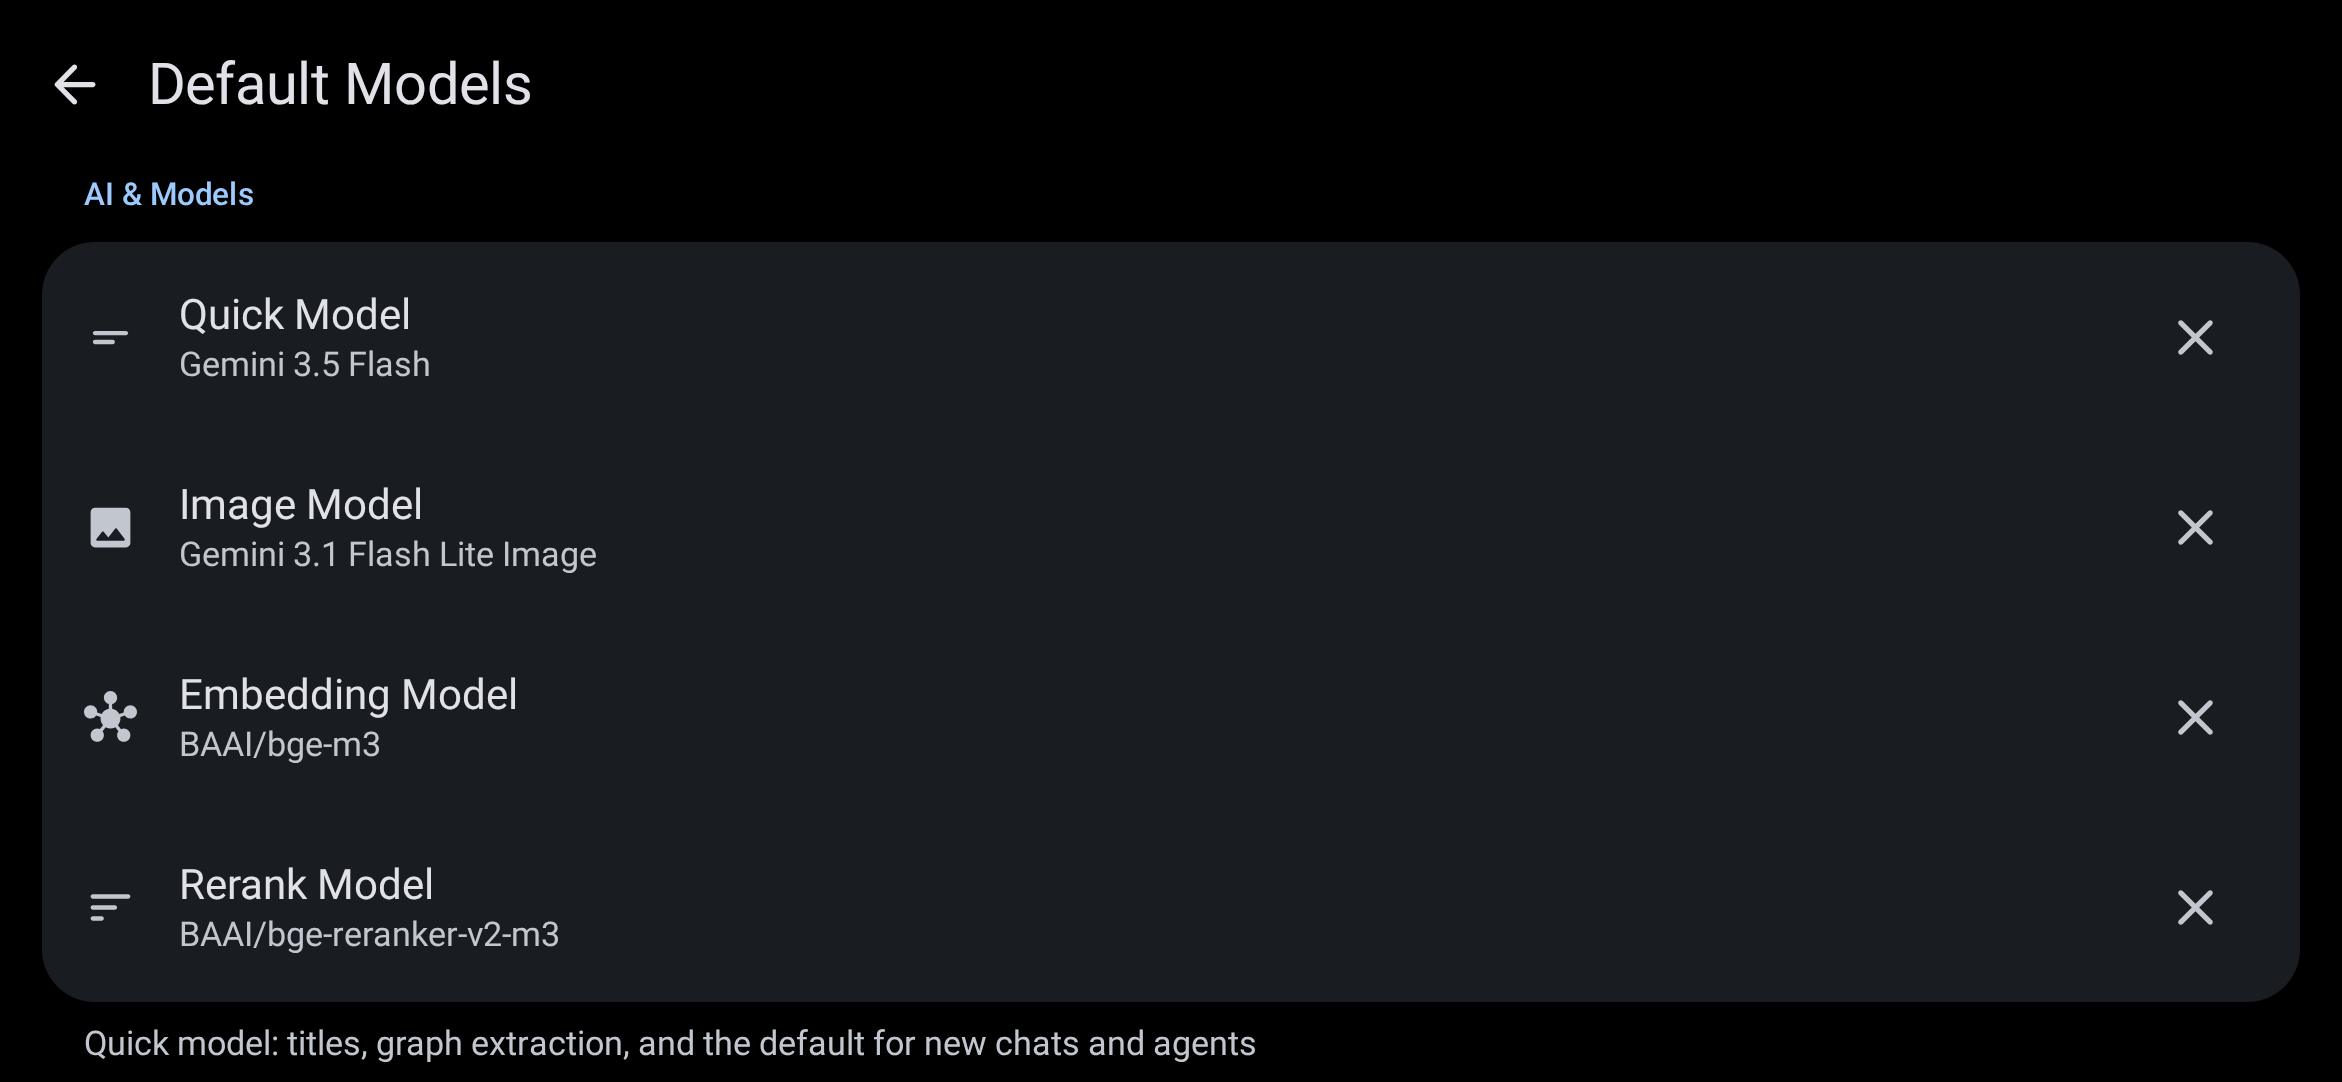 Default Models
AI & Models
Quick Model
Gemini 3.5 Flash
Image Model
Gemini 3.1 Flash Lite Image
Embedding Model
BAAI/bge-m3
Rerank Model
BAAI/bge-reranker-v2-m3
Quick model: titles, graph extraction, and the default for new chats and agents